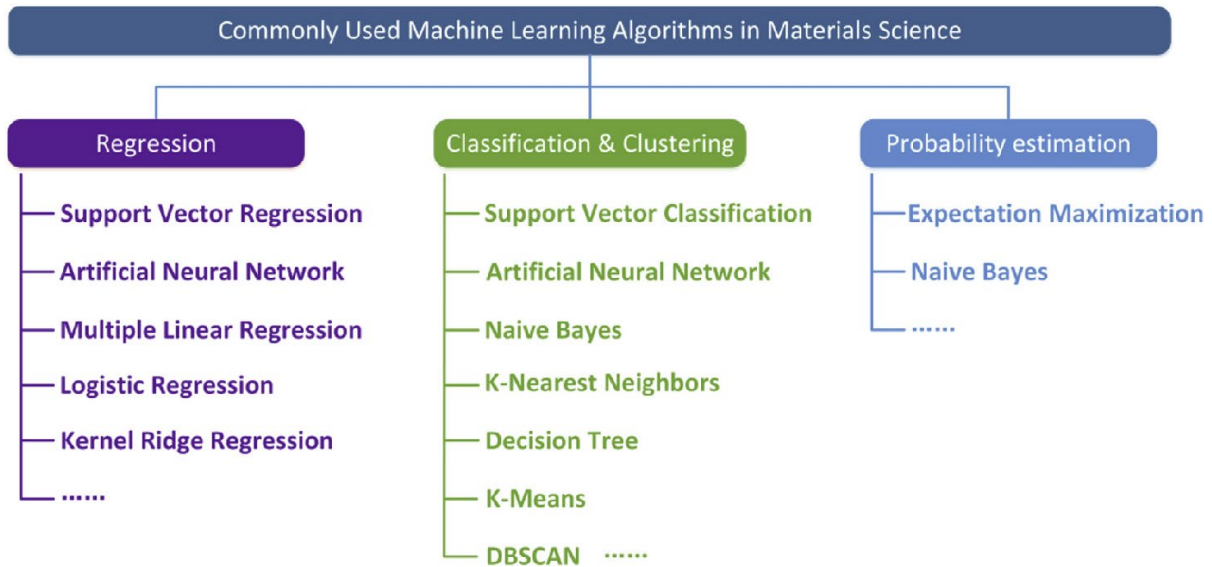 Commonly Used Machine Learning Algorithms in Materials Science
Regression
Support Vector Regression
Artificial Neural Network
Multiple Linear Regression
Logistic Regression
Kernel Ridge Regression
······
Classification & Clustering
Support Vector Classification
Artificial Neural Network
Naive Bayes
K-Nearest Neighbors
Decision Tree
K-Means
DBSCAN ······
Probability estimation
Expectation Maximization
Naive Bayes
······